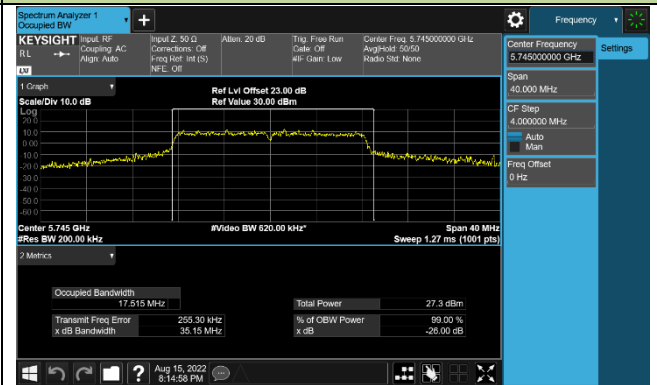 Spectrum Analyzer 1
Occupied BW
Frequency
KEYSIGHT
RL
LXI
Input: RF
Coupling: AC
Align: Auto
Input Z: 50 Ω
Corrections: Off
Freq Ref: Int (S)
NFE: Off
Atten: 20 dB
Trig: Free Run
Gate: Off
#IF Gain: Low
Center Freq: 5.745000000 GHz
Avg|Hold: 50/50
Radio Std: None
Center Frequency
5.745000000 GHz
Settings
Span
40.000 MHz
CF Step
4.000000 MHz
Auto
Man
Freq Offset
0 Hz
1 Graph
Scale/Div 10.0 dB
Ref Lvl Offset 23.00 dB
Ref Value 30.00 dBm
Log
20.0
10.0
0.00
-10.0
-20.0
-30.0
-40.0
-50.0
-60.0
Center 5.745 GHz
#Video BW 620.00 kHz*
Span 40 MHz
#Res BW 200.00 kHz
Sweep 1.27 ms (1001 pts)
2 Metrics
Occupied Bandwidth
17.515 MHz
Total Power 27.3 dBm
Transmit Freq Error 255.30 kHz
% of OBW Power 99.00 %
x dB Bandwidth 35.15 MHz
x dB -26.00 dB
?
Aug 15, 2022
8:14:58 PM